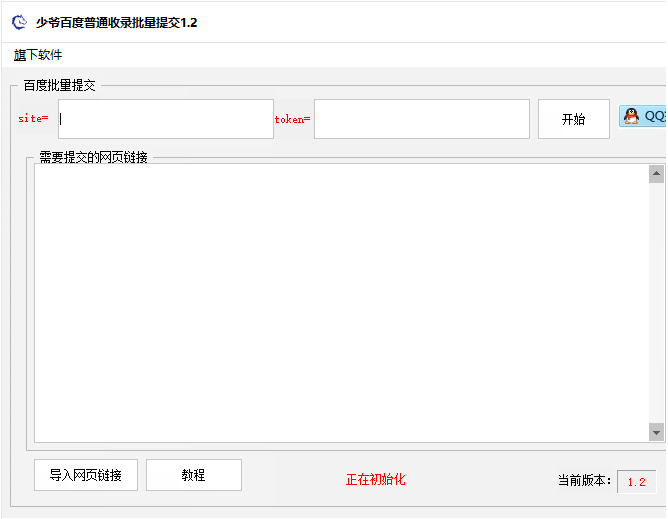 少爷百度普通收录批量提交1.2
旗下软件
百度批量提交
site= token= 开始 QQ
需要提交的网页链接
导入网页链接 教程 正在初始化 当前版本: 1.2